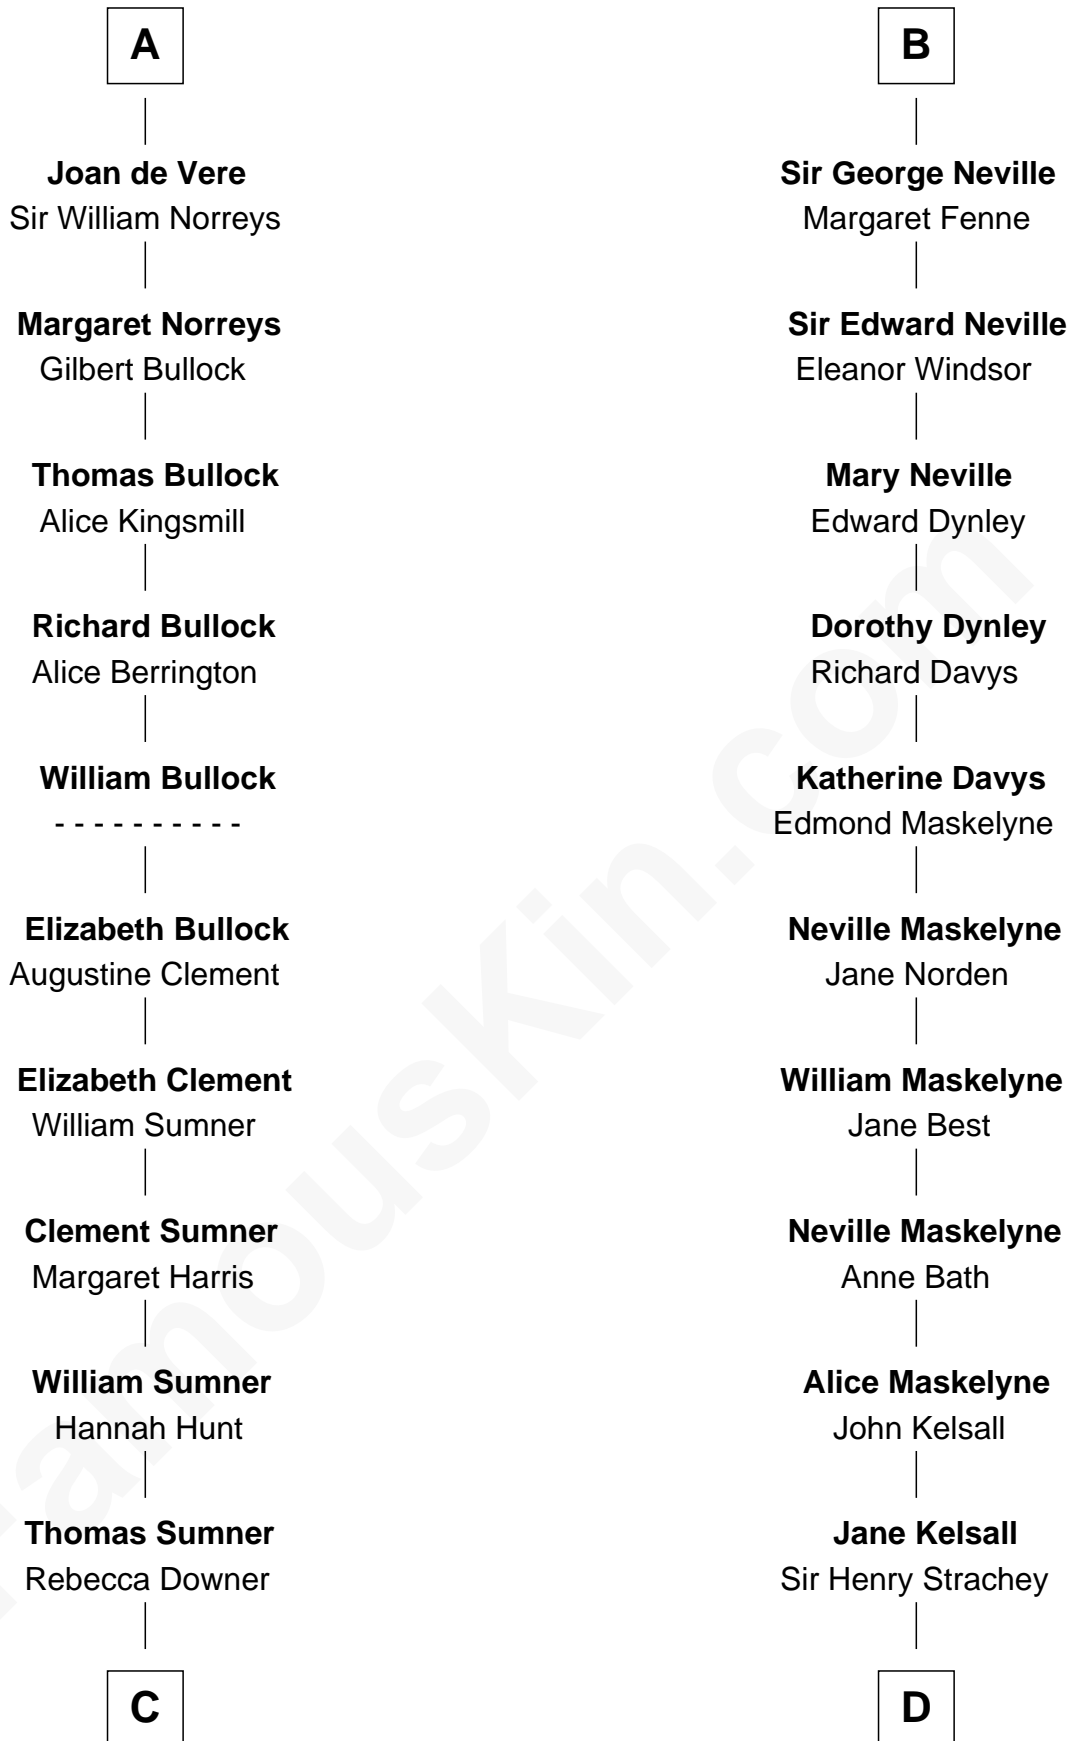 A
Joan de Vere
Sir William Norreys
Margaret Norreys
Gilbert Bullock
Thomas Bullock
Alice Kingsmill
Richard Bullock
Alice Berrington
William Bullock
- - - - - - - - - -
Elizabeth Bullock
Augustine Clement
Elizabeth Clement
William Sumner
Clement Sumner
Margaret Harris
William Sumner
Hannah Hunt
Thomas Sumner
Rebecca Downer
C
B
Sir George Neville
Margaret Fenne
Sir Edward Neville
Eleanor Windsor
Mary Neville
Edward Dynley
Dorothy Dynley
Richard Davys
Katherine Davys
Edmond Maskelyne
Neville Maskelyne
Jane Norden
William Maskelyne
Jane Best
Neville Maskelyne
Anne Bath
Alice Maskelyne
John Kelsall
Jane Kelsall
Sir Henry Strachey
D
FamousKin.com